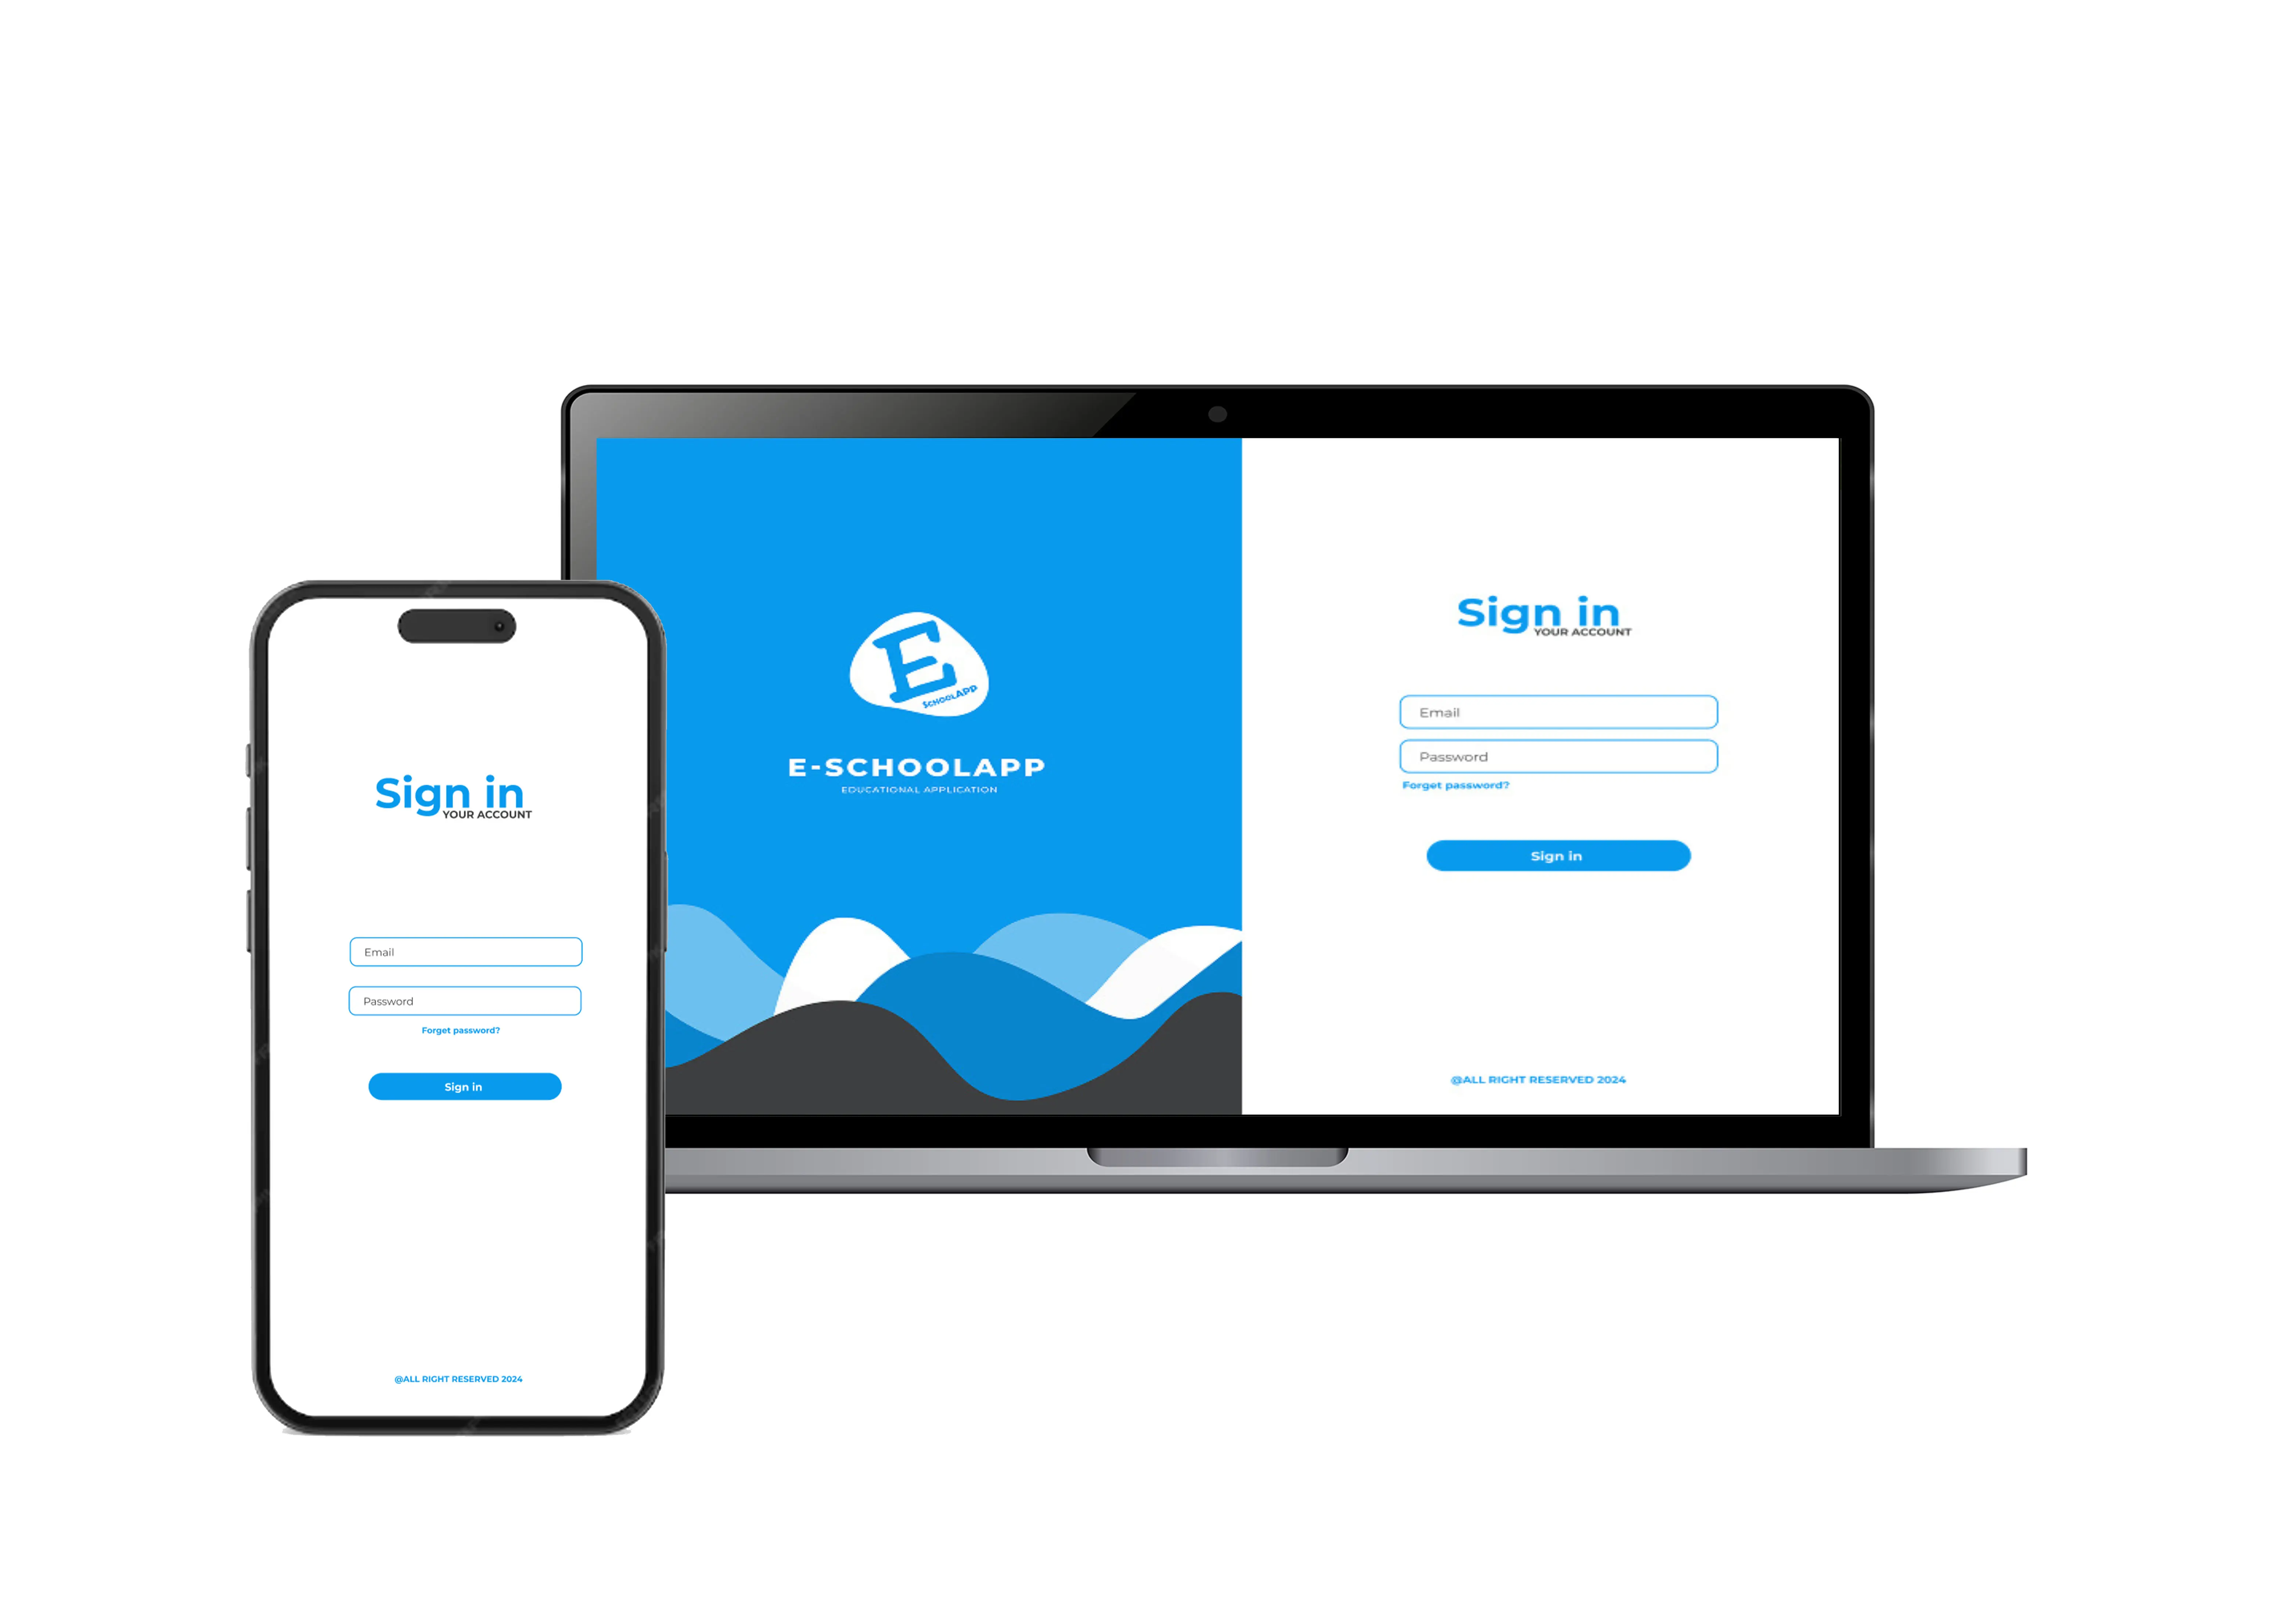 Sign in
YOUR ACCOUNT
Email
Password
Forget password?
Sign in
@ALL RIGHT RESERVED 2024
E
SCHOOLAPP
E-SCHOOLAPP
EDUCATIONAL APPLICATION
Sign in
YOUR ACCOUNT
Email
Password
Forget password?
Sign in
@ALL RIGHT RESERVED 2024